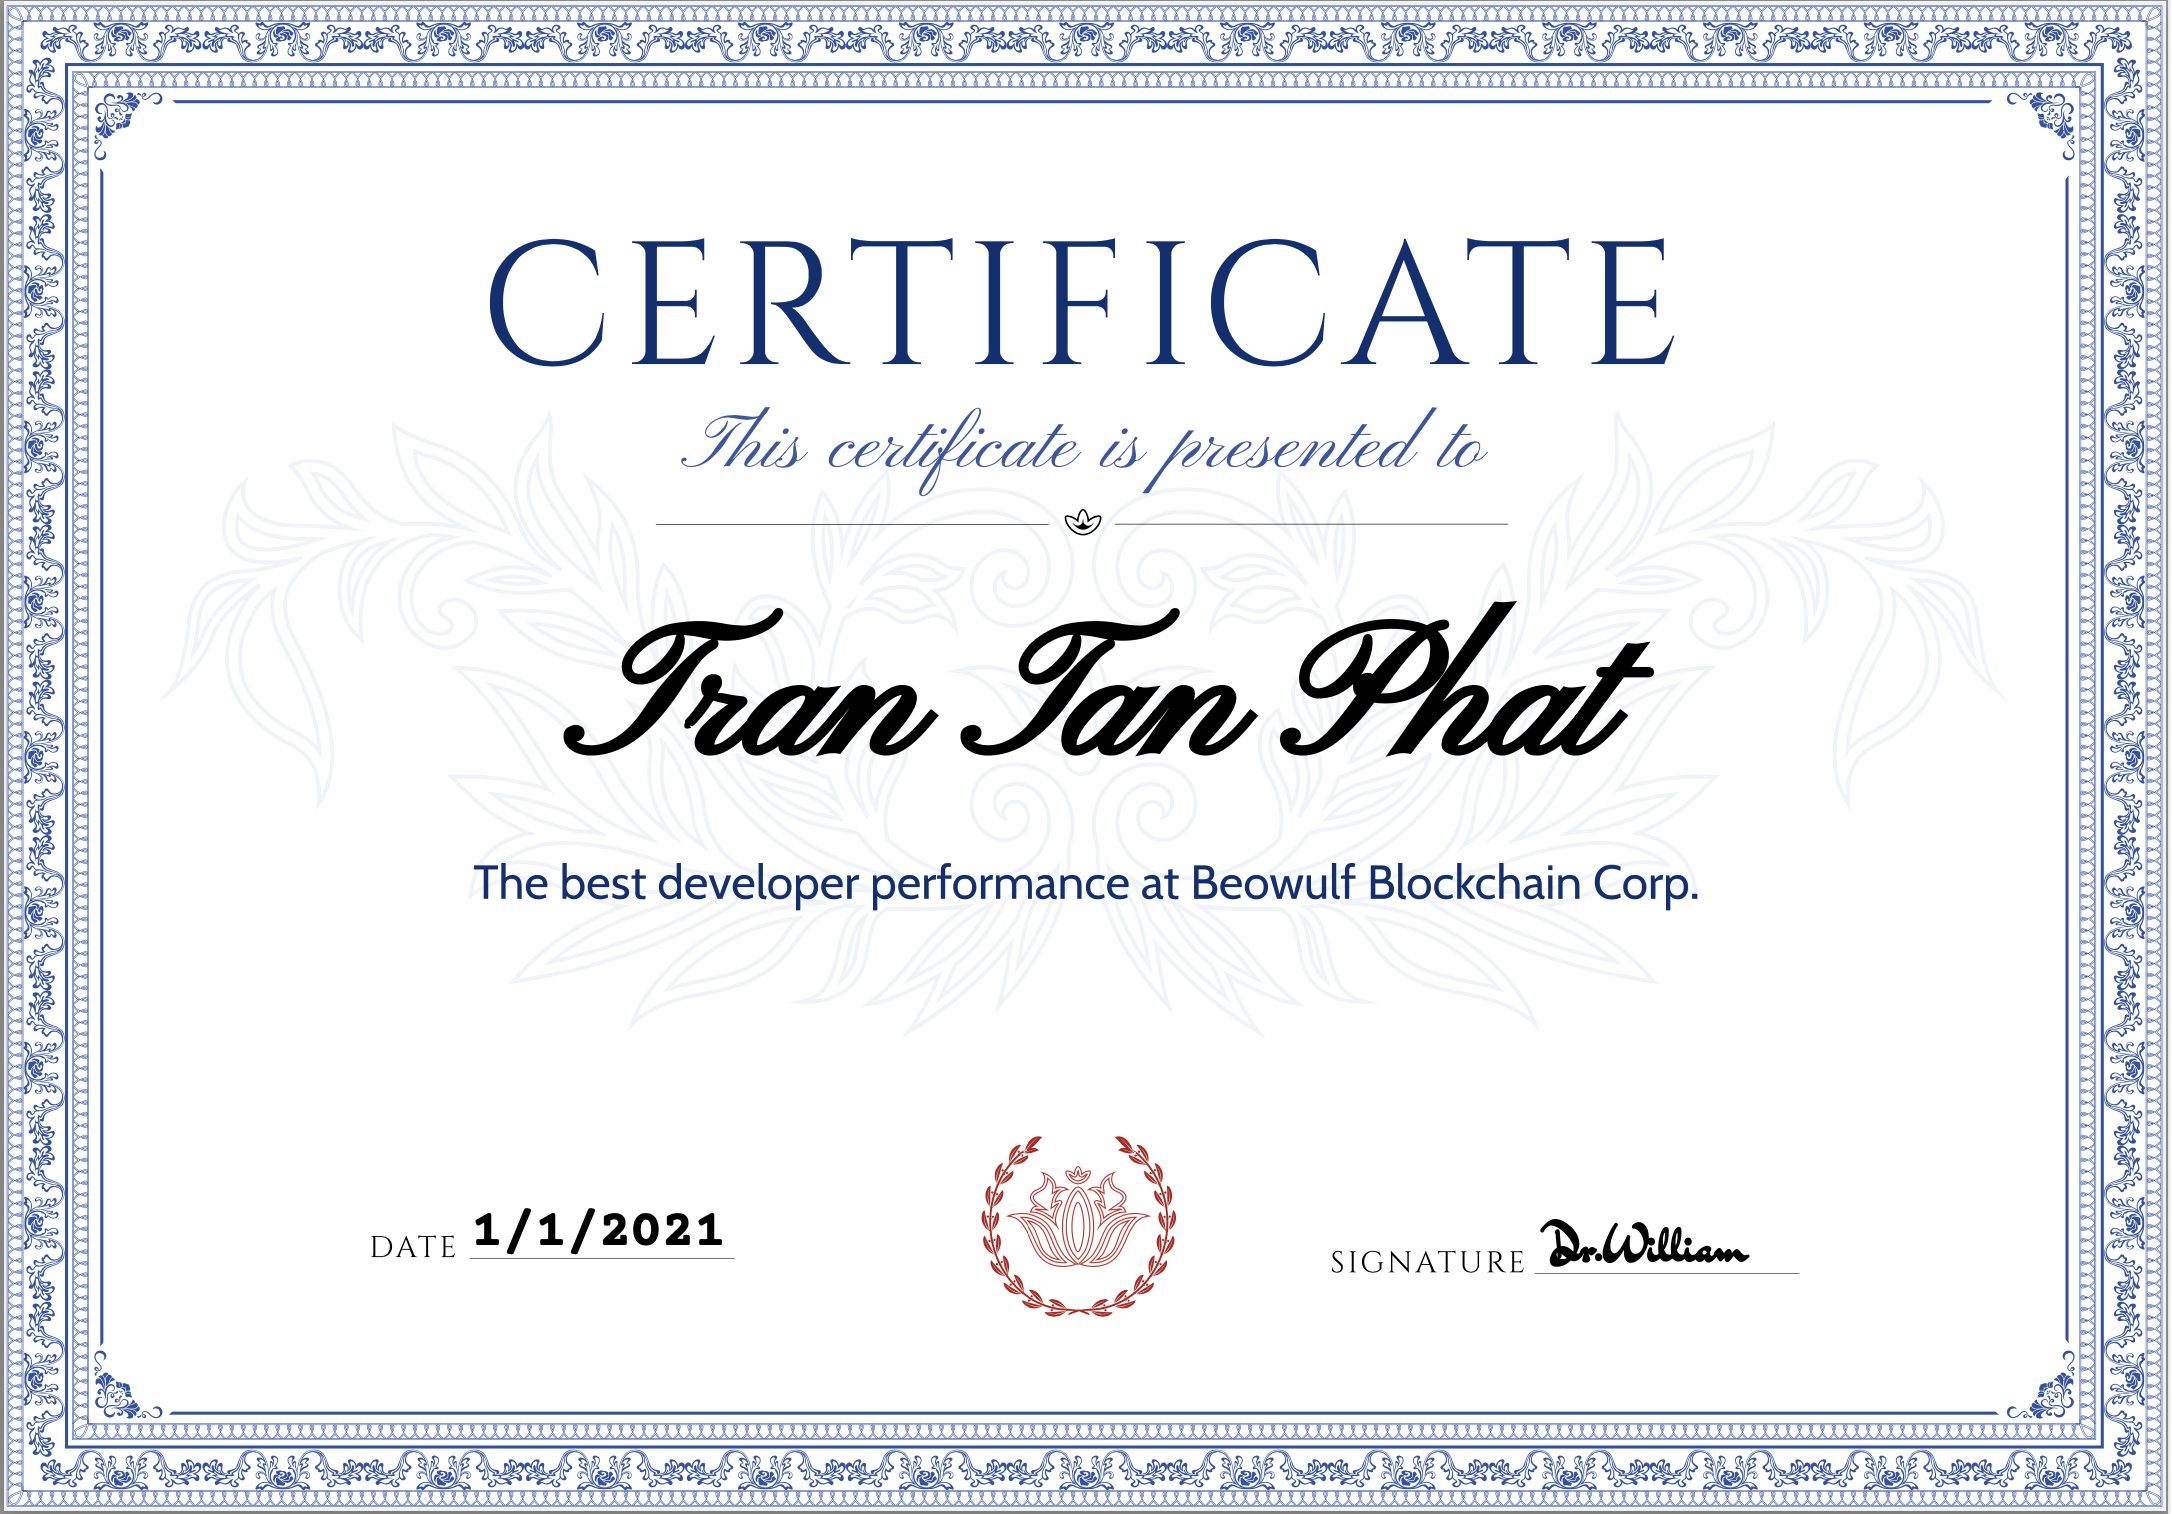 CERTIFICATE
This certificate is presented to
Tran Tan Phat
The best developer performance at Beowulf Blockchain Corp.
DATE 1/1/2021
SIGNATURE Dr.William